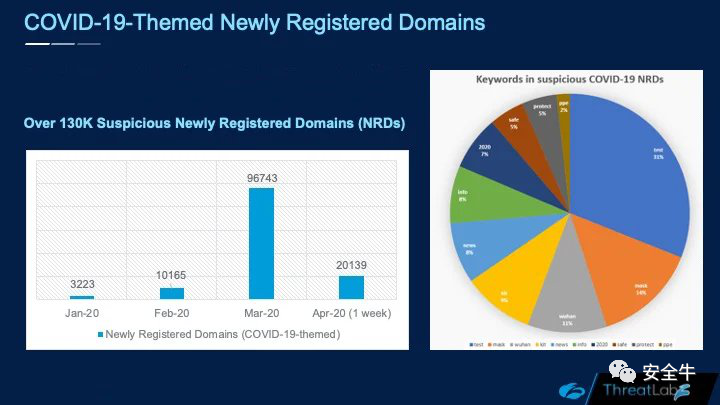 COVID-19-Themed Newly Registered Domains
Over 130K Suspicious Newly Registered Domains (NRDs)
3223
10165
96743
20139
Jan-20
Feb-20
Mar-20
Apr-20 (1 week)
Newly Registered Domains (COVID-19-themed)
Keywords in suspicious COVID-19 NRDs
test
31%
mask
14%
wuhan
11%
kit
9%
news
8%
info
8%
2020
7%
safe
5%
protect
5%
ppe
2%
test mask wuhan kit news info 2020 safe protect ppe
安全牛
ThreatLabZ